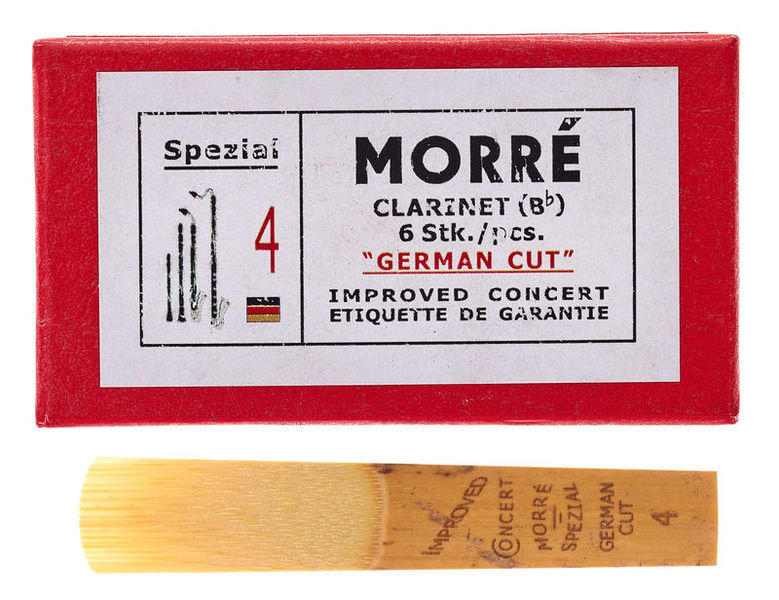 Spezial
4
MORRÉ
CLARINET (B♭)
6 Stk./pcs.
"GERMAN CUT"
IMPROVED CONCERT
ETIQUETTE DE GARANTIE
IMPROVED
CONCERT
MORRÉ
SPEZIAL
GERMAN
CUT
4